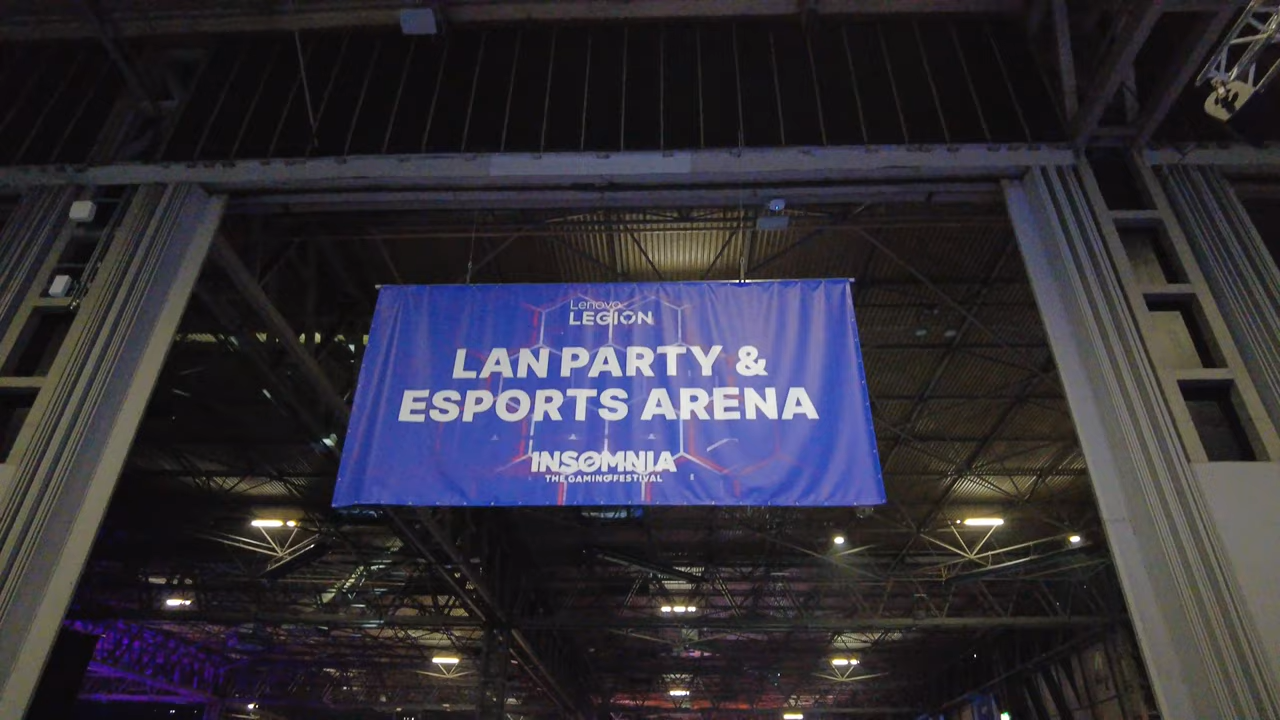 Lenovo
LEGION
LAN PARTY &
ESPORTS ARENA
INSOMNIA
THE GAMING FESTIVAL